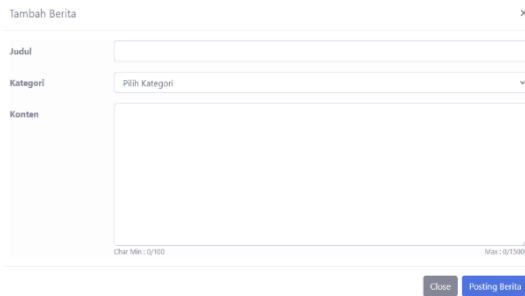 Tambah Berita ×
Judul
Kategori Pilih Kategori
Konten
Char Min : 0/100 Max : 0/1500
Close Posting Berita